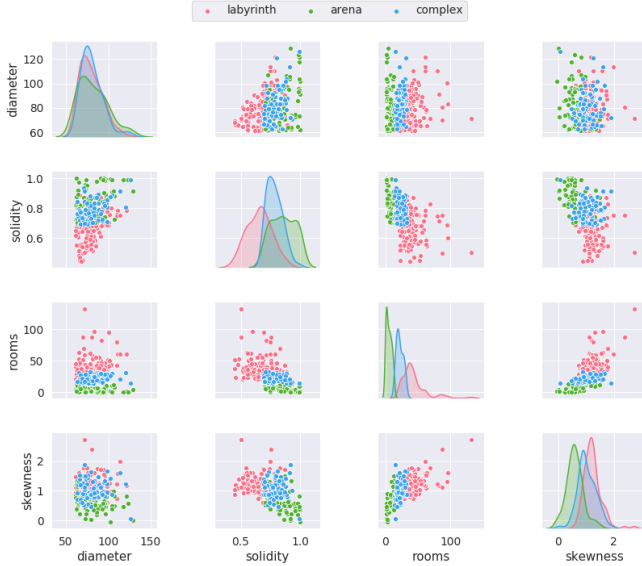 labyrinth arena complex
diameter
120
100
80
60
solidity
1.0
0.8
0.6
rooms
100
50
0
skewness
2
1
0
50 100 150
0.5 1.0
0 100
0 2
diameter solidity rooms skewness